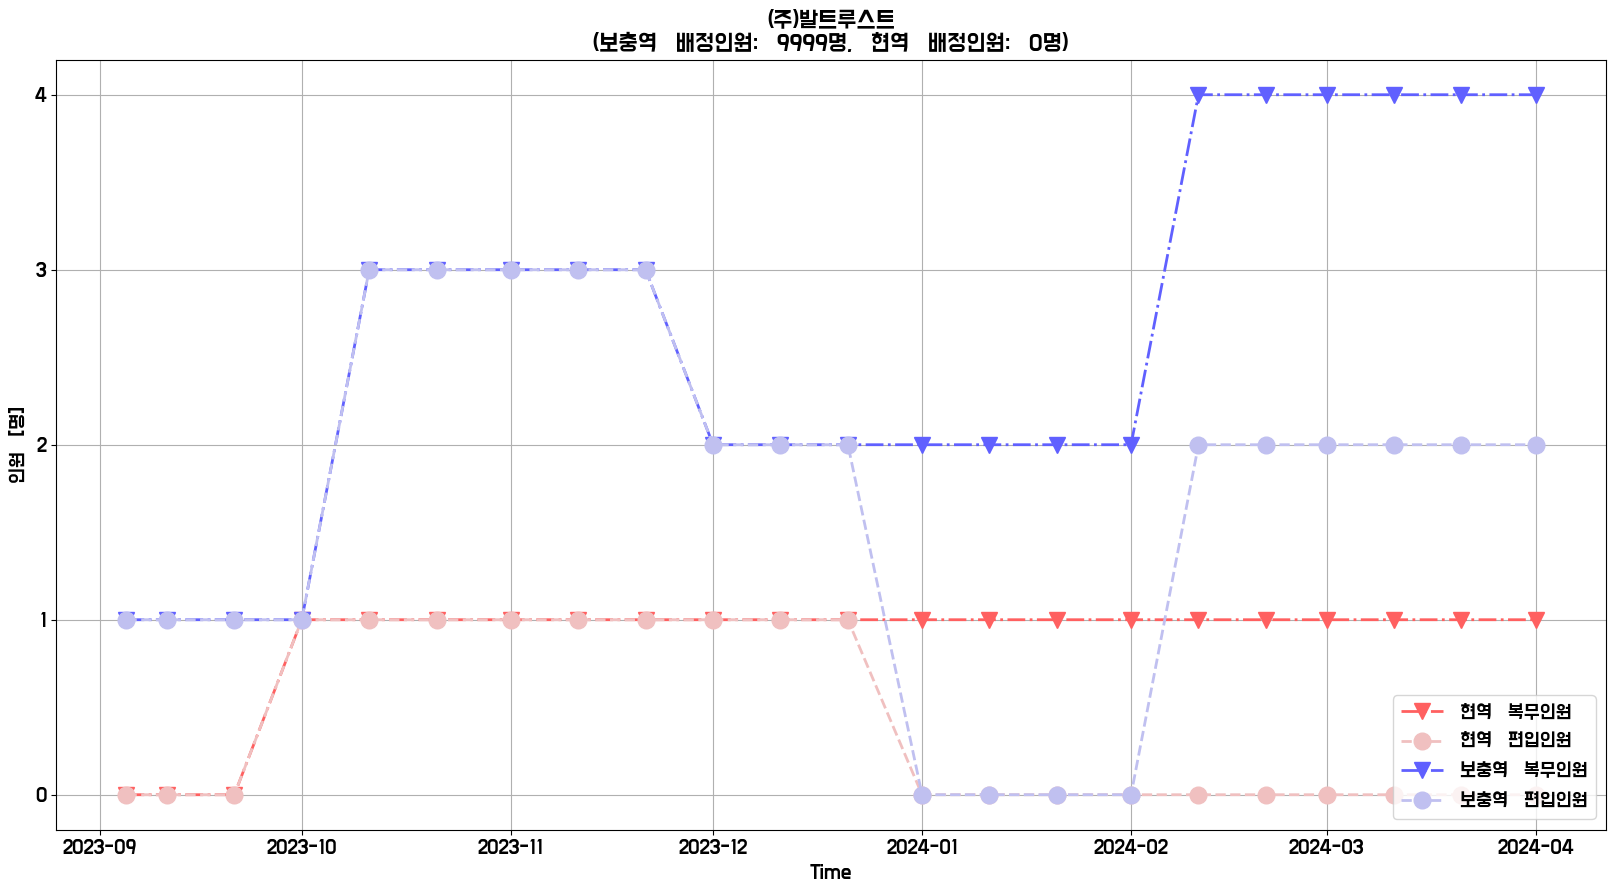 (주)발트루스트
(보충역 배정인원: 9999명, 현역 배정인원: 0명)
4
3
2
1
0
인원 [명]
2023-09 2023-10 2023-11 2023-12 2024-01 2024-02 2024-03 2024-04
Time
현역 복무인원
현역 편입인원
보충역 복무인원
보충역 편입인원